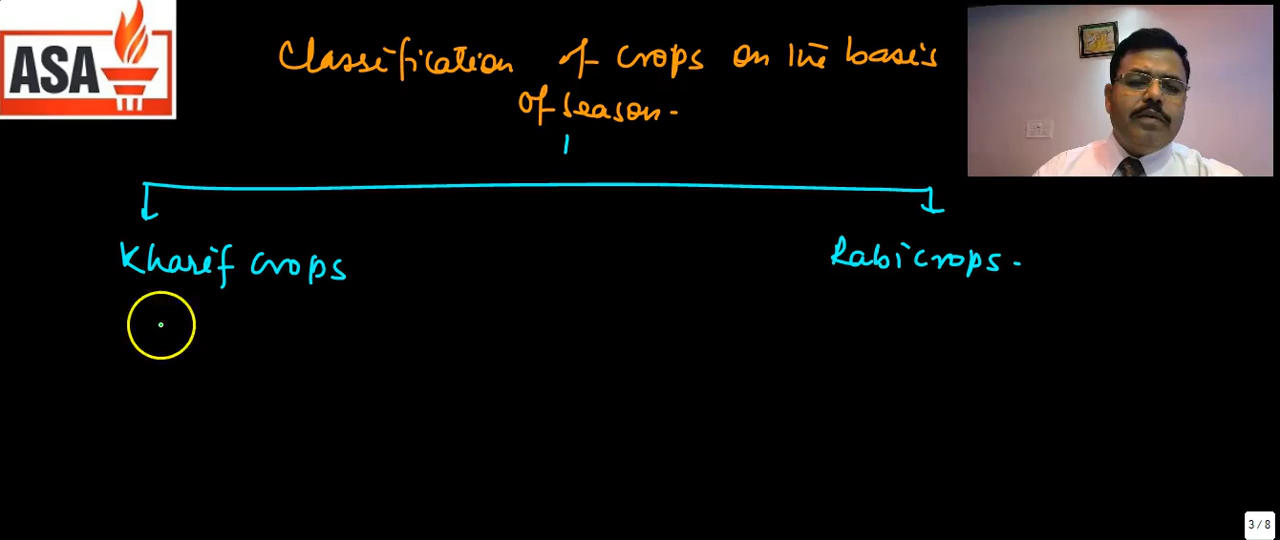 ASA
Classification of crops on the basis
of season.
Kharif crops
Rabi crops.
3 / 8